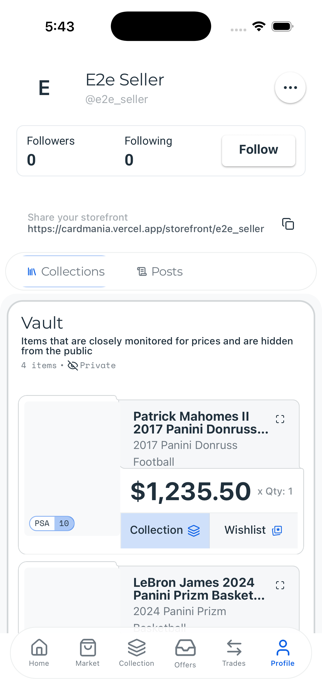 5:43
E
E2e Seller
@e2e_seller
Followers
Following
0
0
Follow
Share your storefront
https://cardmania.vercel.app/storefront/e2e_seller
Collections
Posts
Vault
Items that are closely monitored for prices and are hidden
from the public
4 items • Private
Patrick Mahomes II
2017 Panini Donruss...
2017 Panini Donruss
Football
$1,235.50 x Qty: 1
PSA 10
Collection
Wishlist
LeBron James 2024
Panini Prizm Basket...
2024 Panini Prizm
Basketball
Home
Market
Collection
Offers
Trades
Profile